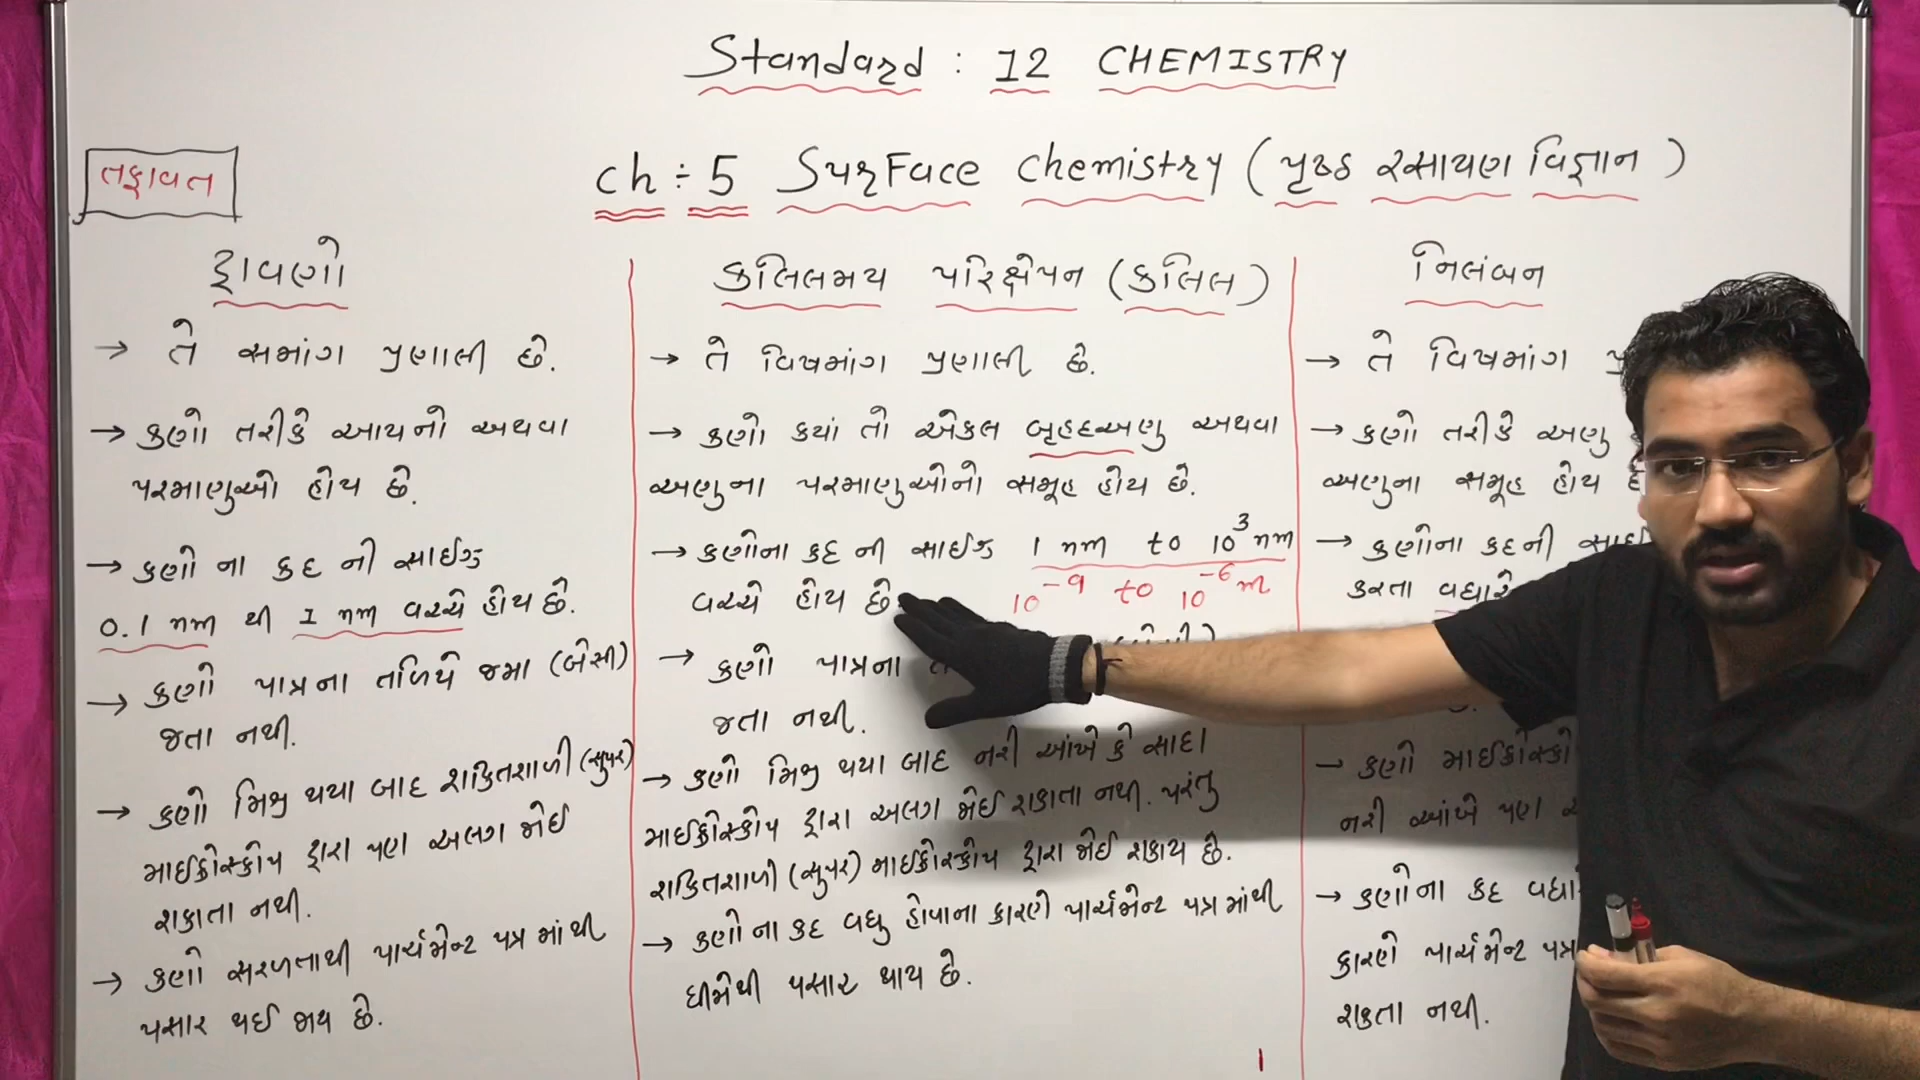 Standard : 12 CHEMISTRY
ch ÷ 5 Surface Chemistry (પૃષ્ઠ રસાયણ વિજ્ઞાન)
તફાવત
દ્રાવણો
→ તે સમાંગ પ્રણાલી છે.
→ કણો તરીકે આયનો અથવા
પરમાણુઓ હોય છે.
→ કણો ના કદ ની સાઈઝ
0.1 nm થી 1 nm વચ્ચે હોય છે.
→ કણો પાત્રના તળિયે જમા (બેસી)
જતા નથી.
→ કણો મિશ્ર થયા બાદ શક્તિશાળી (સુપર)
માઈક્રોસ્કોપ દ્વારા પણ અલગ જોઈ
શકાતા નથી.
→ કણો સરળતાથી પાર્ચમેન્ટ પત્ર માંથી
પસાર થઈ જાય છે.
કલિલમય પરિક્ષેપન (કલિલ)
→ તે વિષમાંગ પ્રણાલી છે.
→ કણો કયાં તો એકલ બૃહદઅણુ અથવા
અણુના પરમાણુઓનો સમૂહ હોય છે.
→ કણોના કદ ની સાઈઝ 1 nm to 10³ nm
વચ્ચે હોય છે. 10⁻⁹ to 10⁻⁶ m
→ કણો પાત્રના
જતા નથી.
→ કણો મિશ્ર થયા બાદ નરી આંખે કે સાદા
માઈક્રોસ્કોપ દ્વારા અલગ જોઈ શકાતા નથી. પરંતુ
શક્તિશાળી (સુપર) માઈક્રોસ્કોપ દ્વારા જોઈ શકાય છે.
→ કણો ના કદ વધુ હોવાના કારણે પાર્ચમેન્ટ પત્ર માંથી
ધીમેથી પસાર થાય છે.
નિલંબન
→ તે વિષમાંગ
→ કણો તરીકે અણુ
અણુના સમૂહ હોય
→ કણોના કદની
કરતા વધારે
→ કણો
નરી આંખે પણ
→ કણોના કદ
કારણે પાર્ચમેન્ટ પત્ર
શકતા નથી.